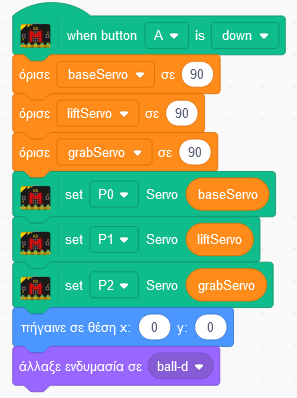 when button A is down
όρισε baseServo σε 90
όρισε liftServo σε 90
όρισε grabServo σε 90
set P0 Servo baseServo
set P1 Servo liftServo
set P2 Servo grabServo
πήγαινε σε θέση x: 0 y: 0
άλλαξε ενδυμασία σε ball-d